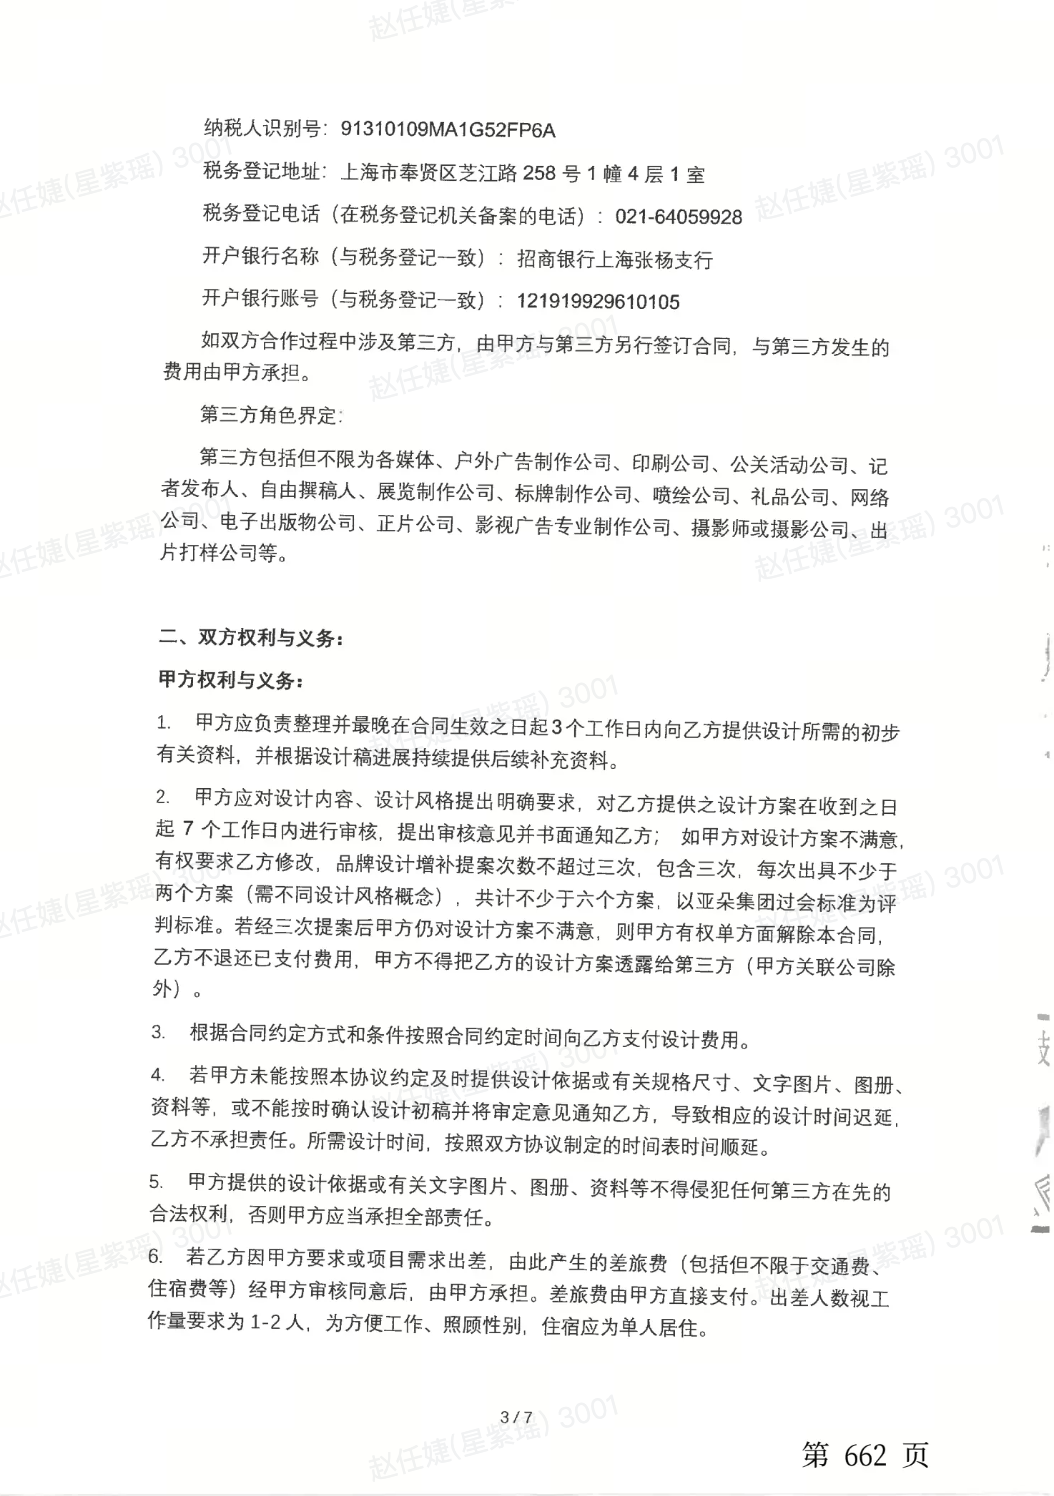 纳税人识别号：91310109MA1G52FP6A
税务登记地址：上海市奉贤区芝江路 258 号 1 幢 4 层 1 室
税务登记电话（在税务登记机关备案的电话）：021-64059928
开户银行名称（与税务登记一致）：招商银行上海张杨支行
开户银行账号（与税务登记一致）：121919929610105
如双方合作过程中涉及第三方，由甲方与第三方另行签订合同，与第三方发生的
费用由甲方承担。
第三方角色界定：
第三方包括但不限为各媒体、户外广告制作公司、印刷公司、公关活动公司、记
者发布人、自由撰稿人、展览制作公司、标牌制作公司、喷绘公司、礼品公司、网络
公司、电子出版物公司、正片公司、影视广告专业制作公司、摄影师或摄影公司、出
片打样公司等。
二、双方权利与义务：
甲方权利与义务：
1. 甲方应负责整理并最晚在合同生效之日起3个工作日内向乙方提供设计所需的初步
有关资料，并根据设计稿进展持续提供后续补充资料。
2. 甲方应对设计内容、设计风格提出明确要求，对乙方提供之设计方案在收到之日
起 7 个工作日内进行审核，提出审核意见并书面通知乙方； 如甲方对设计方案不满意，
有权要求乙方修改，品牌设计增补提案次数不超过三次，包含三次，每次出具不少于
两个方案（需不同设计风格概念），共计不少于六个方案，以亚朵集团过会标准为评
判标准。若经三次提案后甲方仍对设计方案不满意，则甲方有权单方面解除本合同，
乙方不退还已支付费用，甲方不得把乙方的设计方案透露给第三方（甲方关联公司除
外）。
3. 根据合同约定方式和条件按照合同约定时间向乙方支付设计费用。
4. 若甲方未能按照本协议约定及时提供设计依据或有关规格尺寸、文字图片、图册、
资料等，或不能按时确认设计初稿并将审定意见通知乙方，导致相应的设计时间迟延，
乙方不承担责任。所需设计时间，按照双方协议制定的时间表时间顺延。
5. 甲方提供的设计依据或有关文字图片、图册、资料等不得侵犯任何第三方在先的
合法权利，否则甲方应当承担全部责任。
6. 若乙方因甲方要求或项目需求出差，由此产生的差旅费（包括但不限于交通费、
住宿费等）经甲方审核同意后，由甲方承担。差旅费由甲方直接支付。出差人数视工
作量要求为 1-2 人，为方便工作、照顾性别，住宿应为单人居住。
3 / 7
第 662 页
赵任婕(星紫瑶) 3001